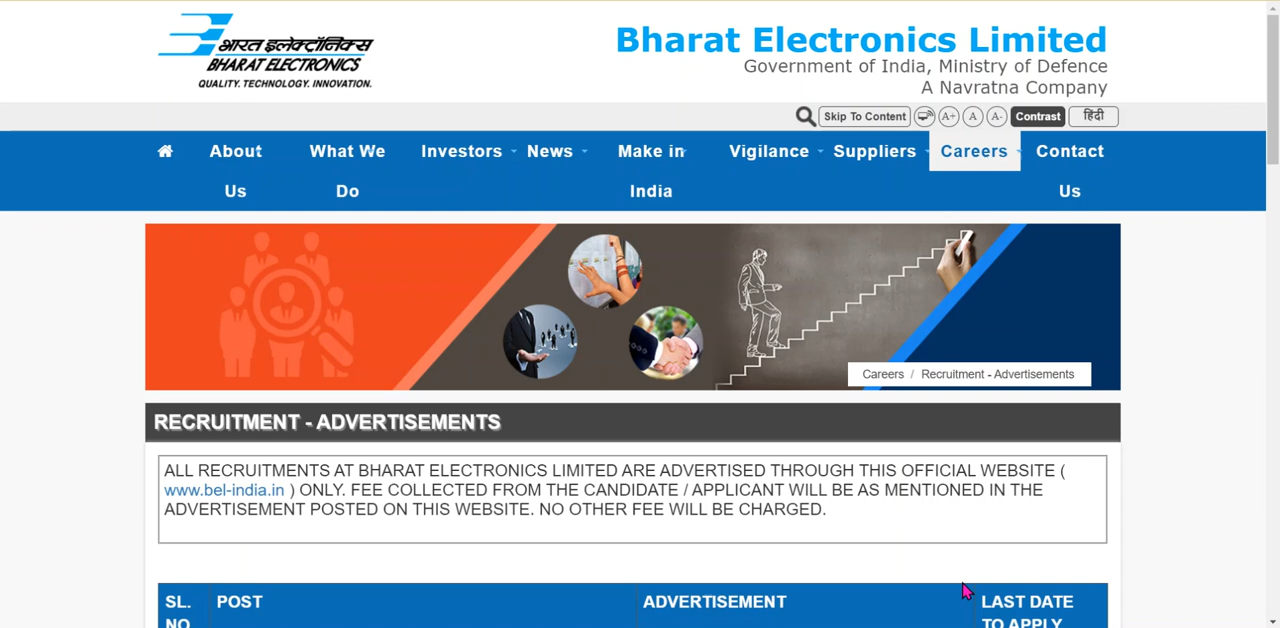 भारत इलेक्ट्रॉनिक्स
BHARAT ELECTRONICS
QUALITY. TECHNOLOGY. INNOVATION.
Bharat Electronics Limited
Government of India, Ministry of Defence
A Navratna Company
Skip To Content A+ A A- Contrast हिंदी
About Us
What We Do
Investors
News
Make in India
Vigilance
Suppliers
Careers
Contact Us
Careers / Recruitment - Advertisements
RECRUITMENT - ADVERTISEMENTS
ALL RECRUITMENTS AT BHARAT ELECTRONICS LIMITED ARE ADVERTISED THROUGH THIS OFFICIAL WEBSITE (
www.bel-india.in ) ONLY. FEE COLLECTED FROM THE CANDIDATE / APPLICANT WILL BE AS MENTIONED IN THE
ADVERTISEMENT POSTED ON THIS WEBSITE. NO OTHER FEE WILL BE CHARGED.
SL. NO
POST
ADVERTISEMENT
LAST DATE TO APPLY